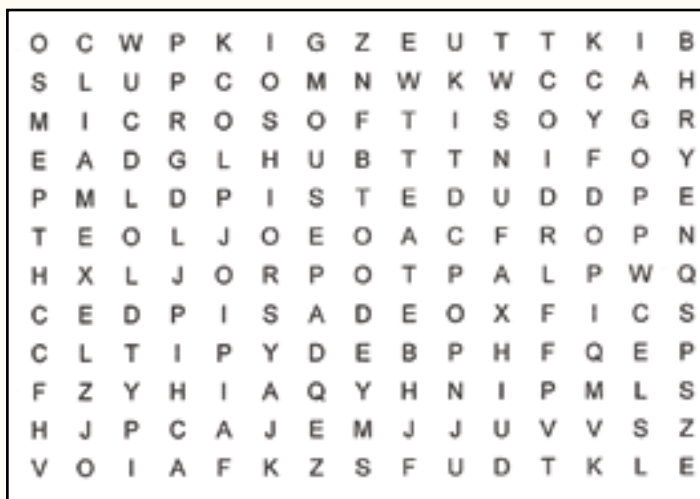 O C W P K I G Z E U T T K I B
S L U P C O M N W K W C C A H
M I C R O S O F T I S O Y G R
E A D G L H U B T T N I F O Y
P M L D P I S T E D U D D P E
T E O L J O E O A C F R O P N
H X L J O R P O T P A L P W Q
C E D P I S A D E O X F I C S
C L T I P Y D E B P H F Q E P
F Z Y H I A Q Y H N I P M L S
H J P C A J E M J J U V V S Z
V O I A F K Z S F U D T K L E